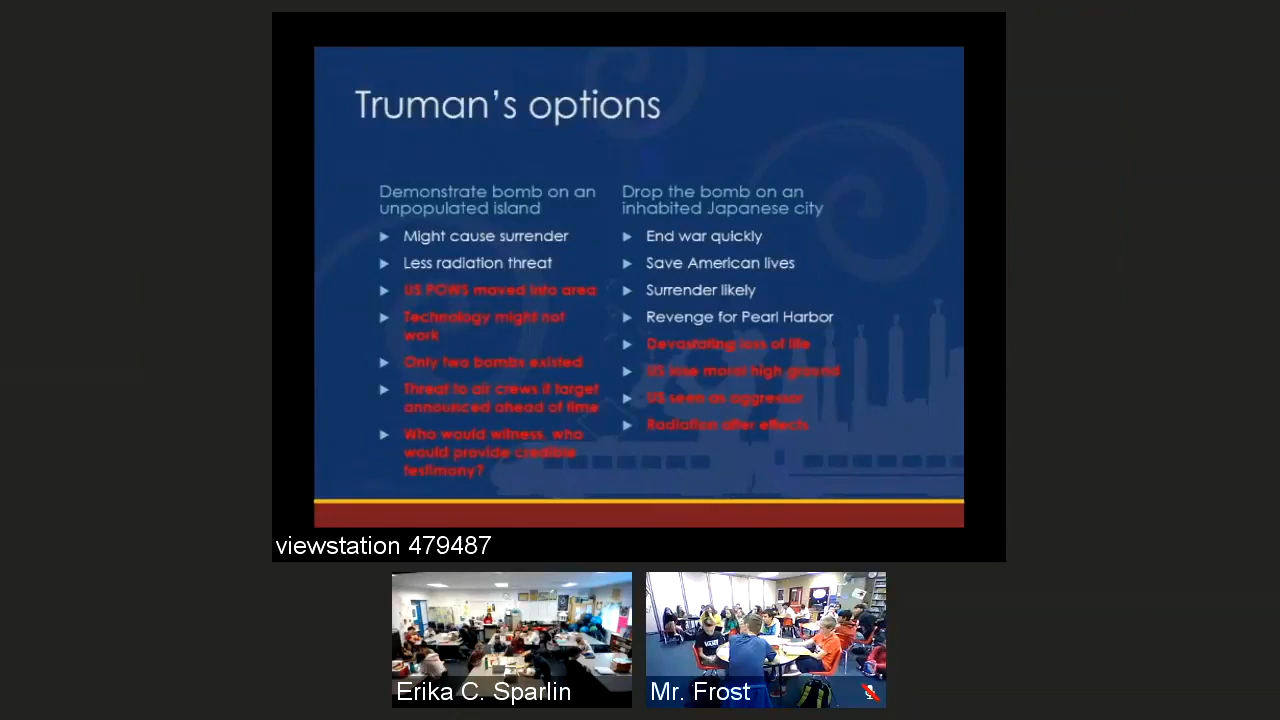 Truman's options
Demonstrate bomb on an
unpopulated island
Might cause surrender
Less radiation threat
US POWS moved into area
Technology might not
work
Only two bombs existed
Threat to air crews if target
announced ahead of time
Who would witness, who
would provide credible
testimony?
Drop the bomb on an
inhabited Japanese city
End war quickly
Save American lives
Surrender likely
Revenge for Pearl Harbor
Devastating loss of life
US lose moral high ground
US seen as aggressor
Radiation after effects
viewstation 479487
Erika C. Sparlin
VANS
Mr. Frost